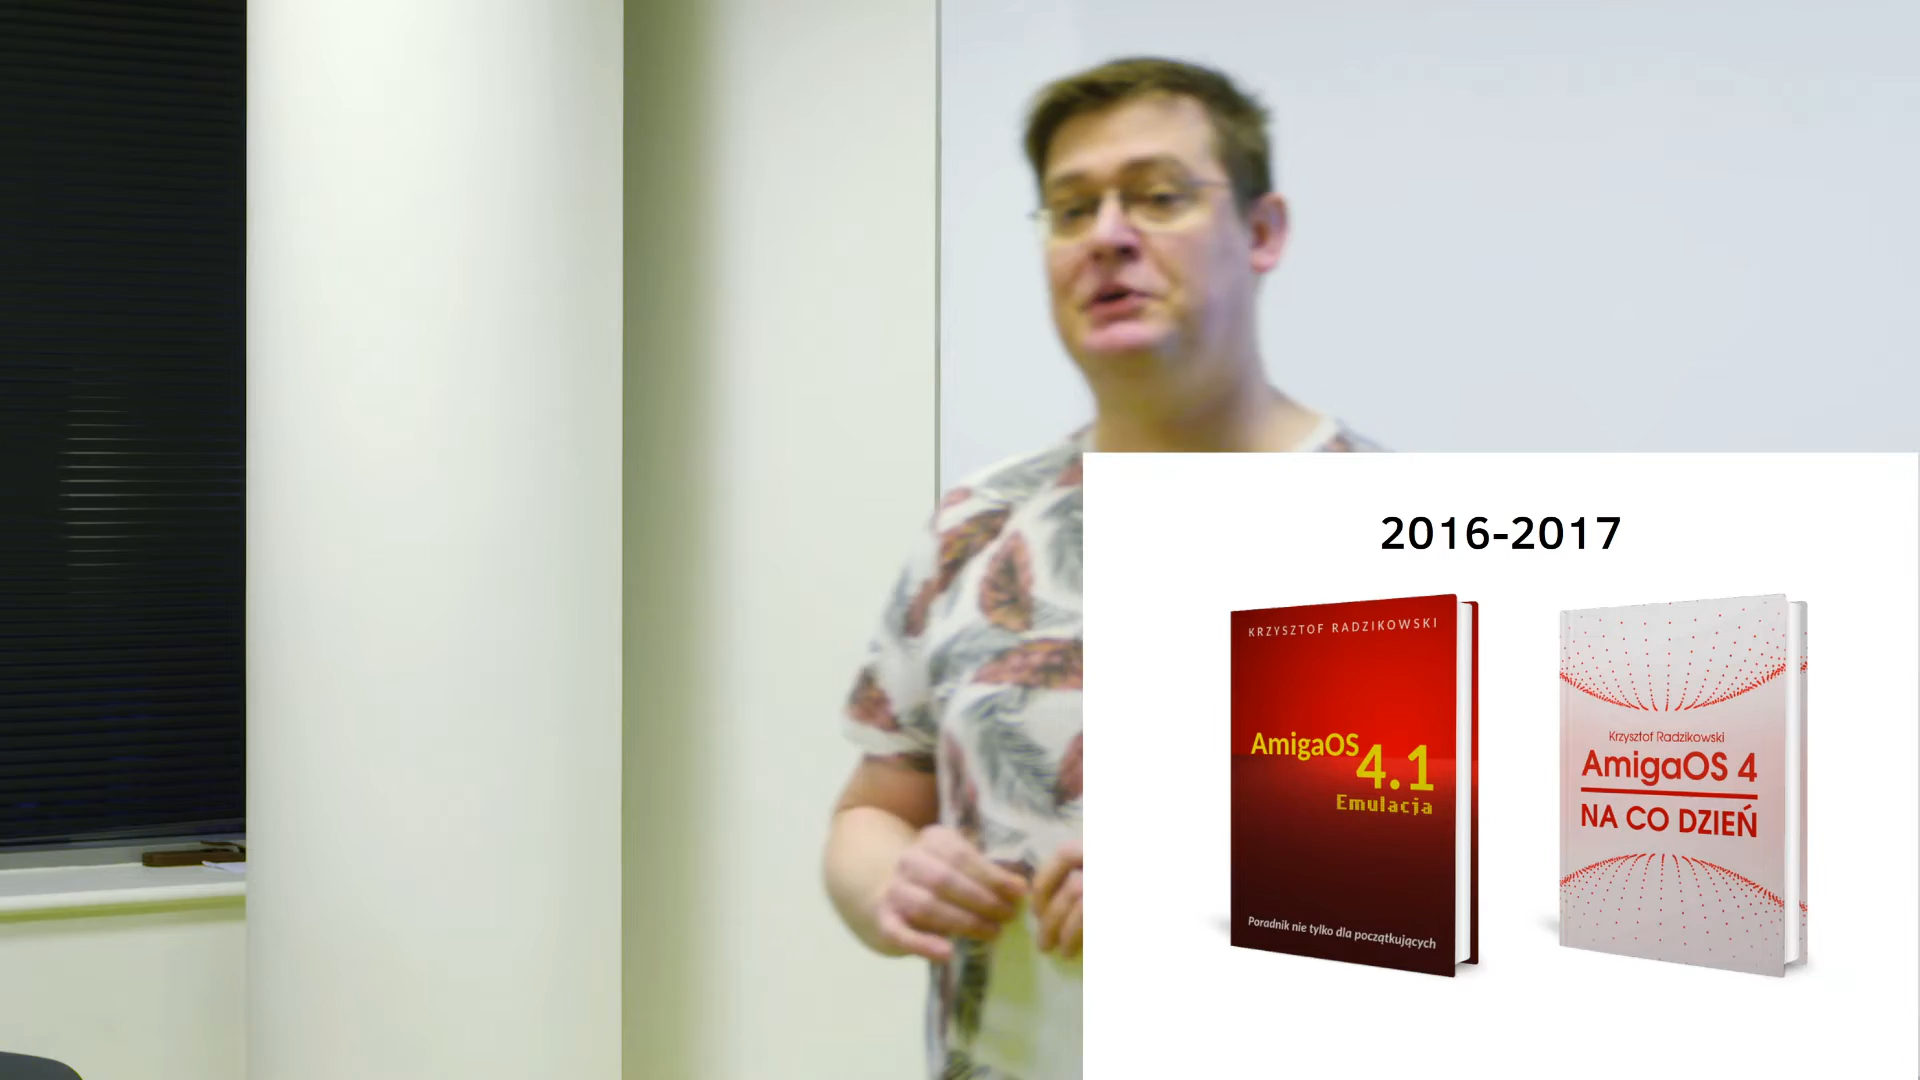 2016-2017
KRZYSZTOF RADZIKOWSKI
AmigaOS 4.1
Emulacja
Poradnik nie tylko dla początkujących
Krzysztof Radzikowski
AmigaOS 4
NA CO DZIEŃ